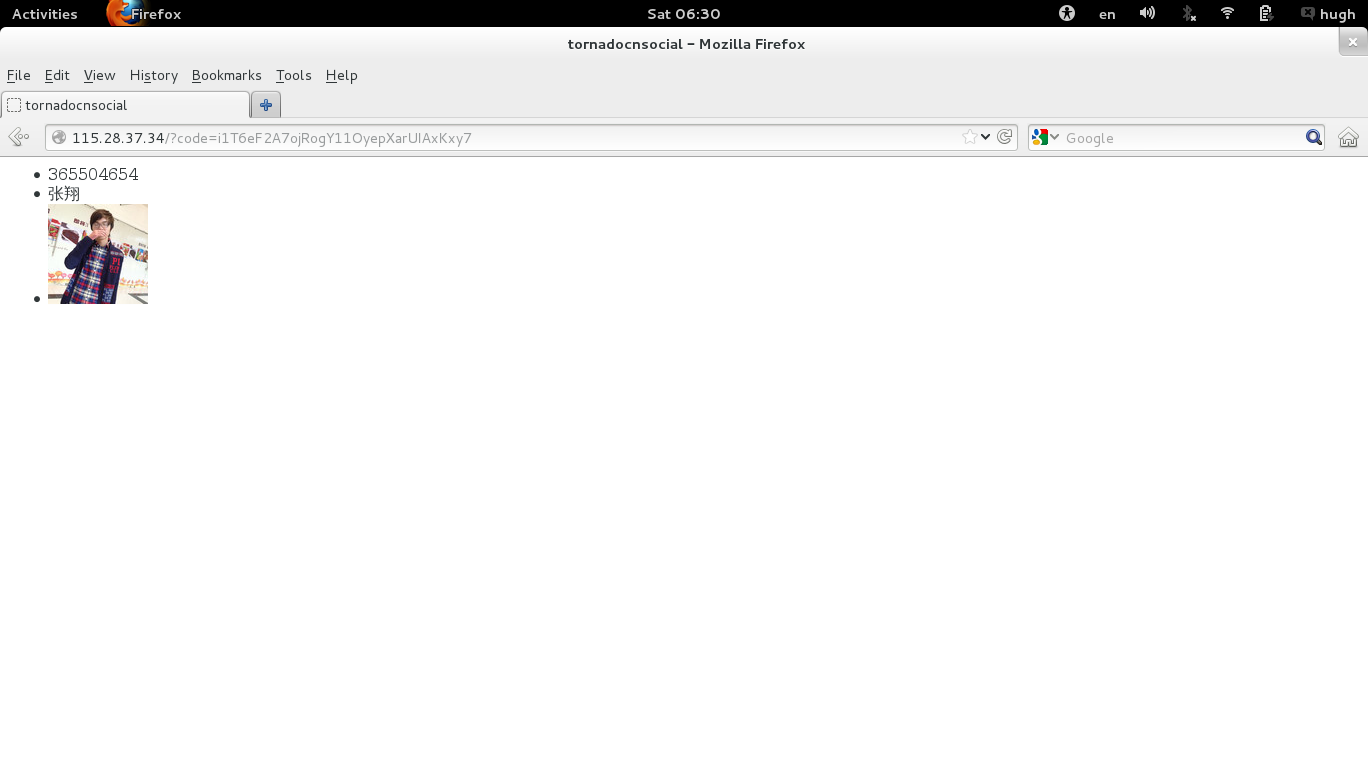 Activities Firefox Sat 06:30 en hugh
tornadocnsocial - Mozilla Firefox
File Edit View History Bookmarks Tools Help
tornadocnsocial
115.28.37.34/?code=i1T6eF2A7ojRogY11OyepXarUIAxKxy7 Google
365504654
张翔